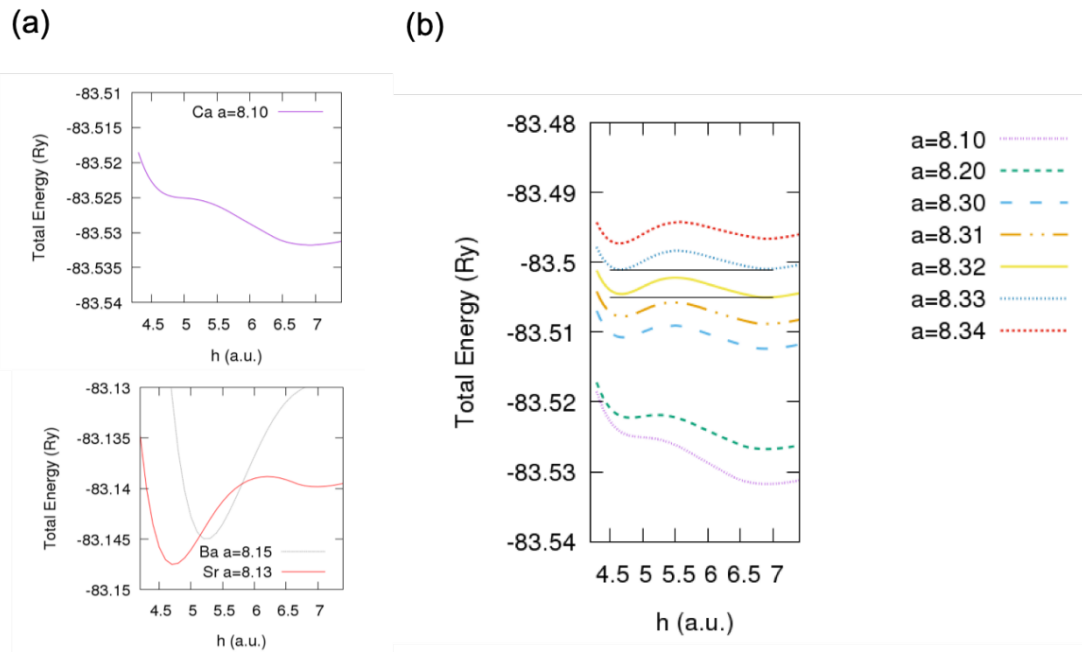 (a)
-83.51
-83.515
-83.52
-83.525
-83.53
-83.535
-83.54
Total Energy (Ry)
Ca a=8.10
4.5 5 5.5 6 6.5 7
h (a.u.)
-83.13
-83.135
-83.14
-83.145
-83.15
Total Energy (Ry)
Ba a=8.15
Sr a=8.13
4.5 5 5.5 6 6.5 7
h (a.u.)
(b)
-83.48
-83.49
-83.5
-83.51
-83.52
-83.53
-83.54
Total Energy (Ry)
4.5 5 5.5 6 6.5 7
h (a.u.)
a=8.10
a=8.20
a=8.30
a=8.31
a=8.32
a=8.33
a=8.34